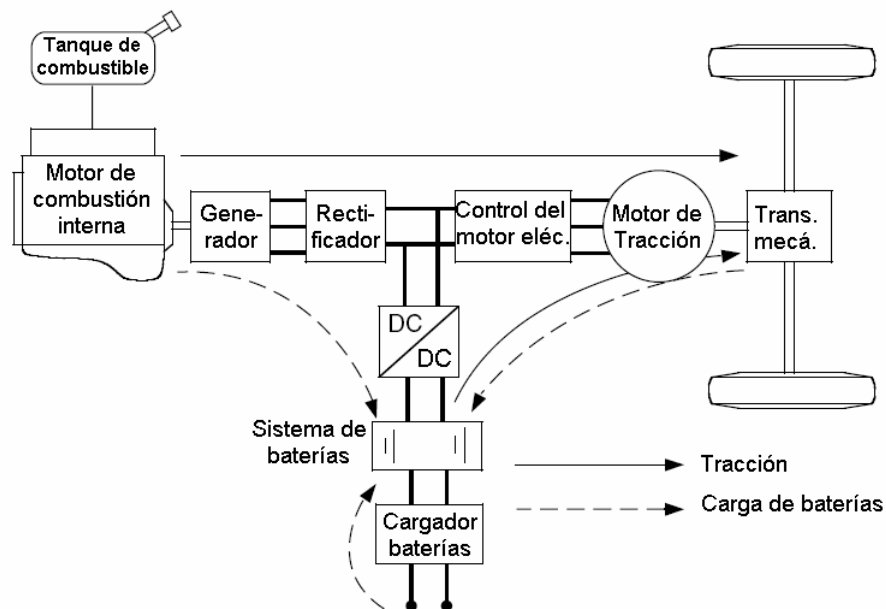 Tanque de
combustible
Motor de
combustión
interna
Gene-
rador
Recti-
ficador
Control del
motor eléc.
Motor de
Tracción
Trans.
mecá.
DC
DC
Sistema de
baterías
Tracción
Carga de baterías
Cargador
baterías